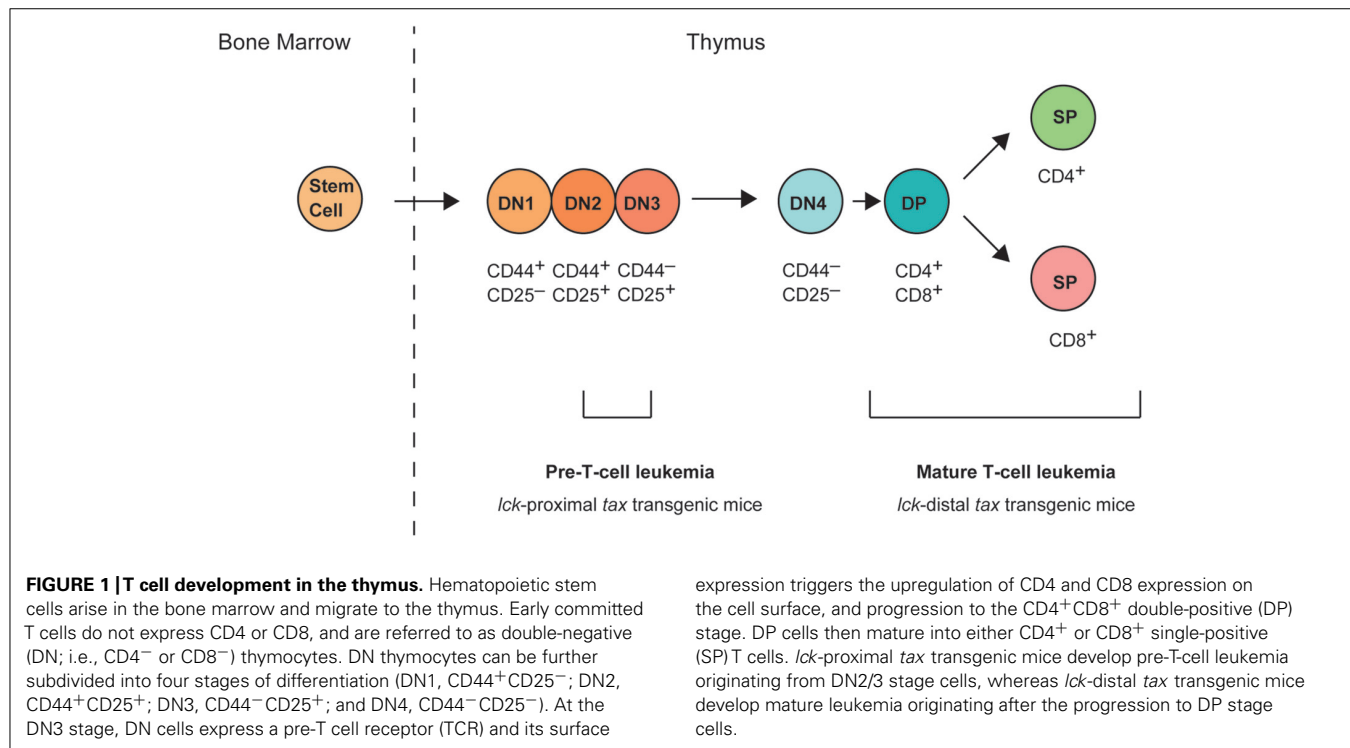 Bone Marrow
Thymus
Stem
Cell
DN1
DN2
DN3
DN4
DP
SP
CD4⁺
SP
CD8⁺
CD44⁺ CD44⁺ CD44⁻
CD25⁻ CD25⁺ CD25⁺
CD44⁻
CD25⁻
CD4⁺
CD8⁺
Pre-T-cell leukemia
lck-proximal tax transgenic mice
Mature T-cell leukemia
lck-distal tax transgenic mice
FIGURE 1 | T cell development in the thymus. Hematopoietic stem
cells arise in the bone marrow and migrate to the thymus. Early committed
T cells do not express CD4 or CD8, and are referred to as double-negative
(DN; i.e., CD4⁻ or CD8⁻) thymocytes. DN thymocytes can be further
subdivided into four stages of differentiation (DN1, CD44⁺CD25⁻; DN2,
CD44⁺CD25⁺; DN3, CD44⁻CD25⁺; and DN4, CD44⁻CD25⁻). At the
DN3 stage, DN cells express a pre-T cell receptor (TCR) and its surface
expression triggers the upregulation of CD4 and CD8 expression on
the cell surface, and progression to the CD4⁺CD8⁺ double-positive (DP)
stage. DP cells then mature into either CD4⁺ or CD8⁺ single-positive
(SP) T cells. lck-proximal tax transgenic mice develop pre-T-cell leukemia
originating from DN2/3 stage cells, whereas lck-distal tax transgenic mice
develop mature leukemia originating after the progression to DP stage
cells.